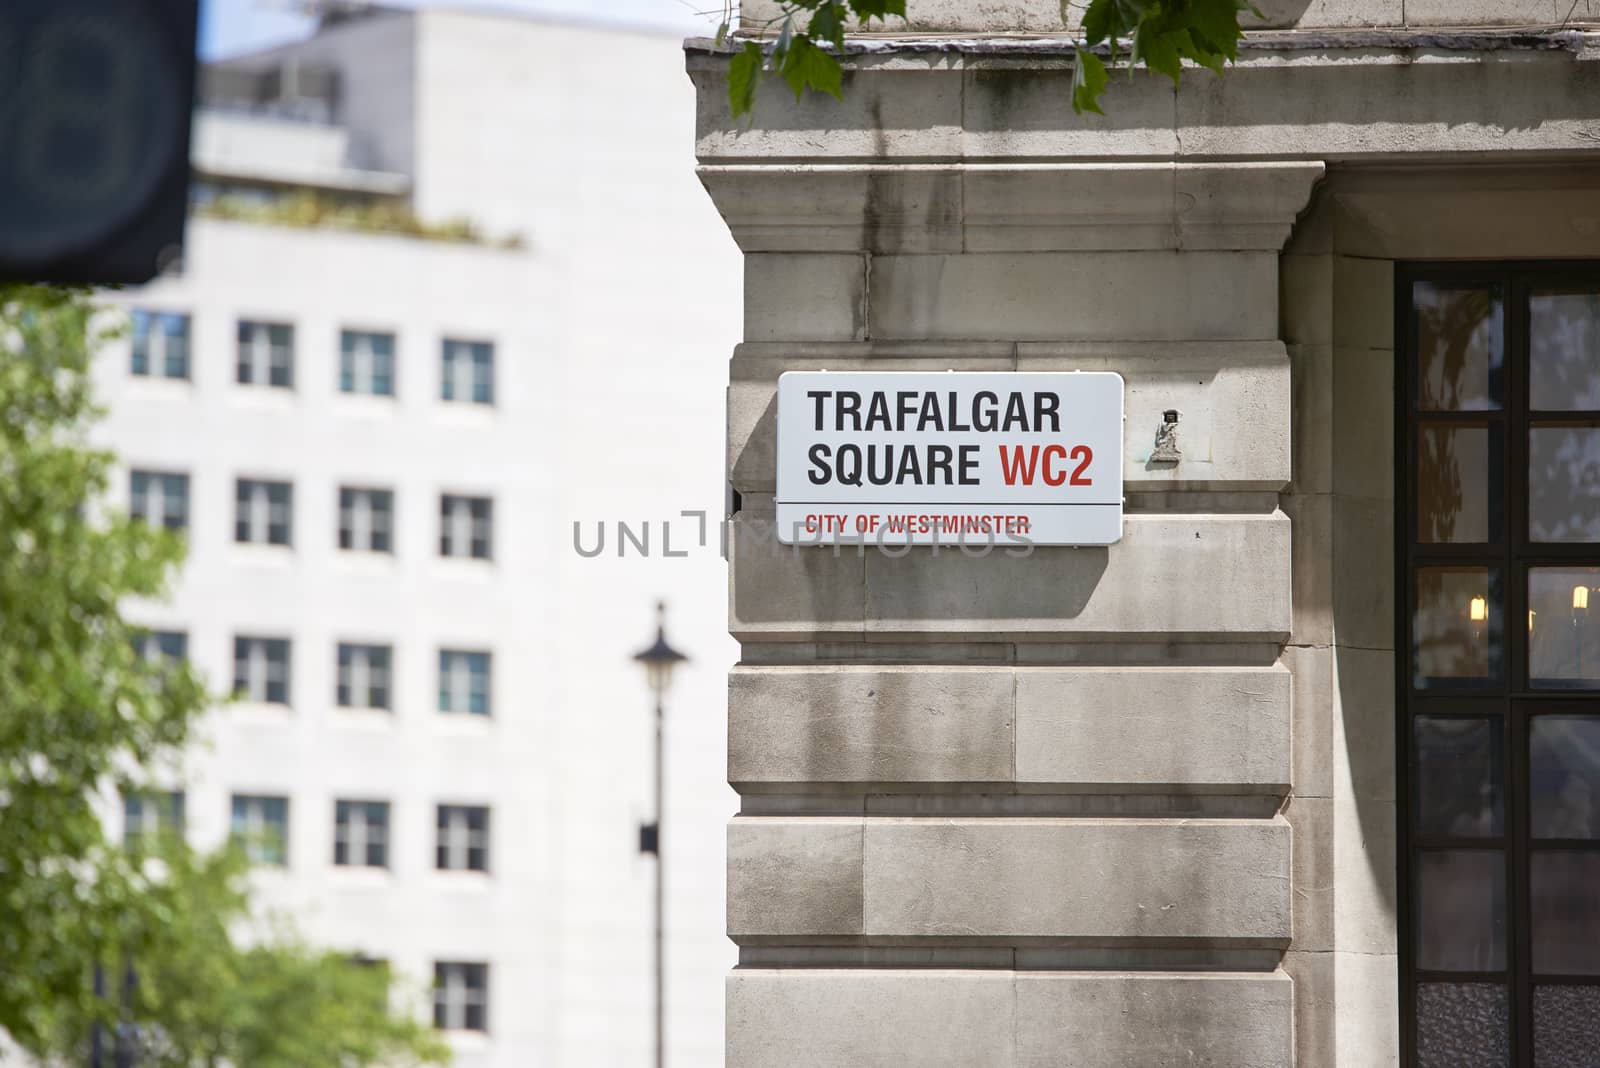 TRAFALGAR
SQUARE WC2
CITY OF WESTMINSTER
UNLIMPHOTOS